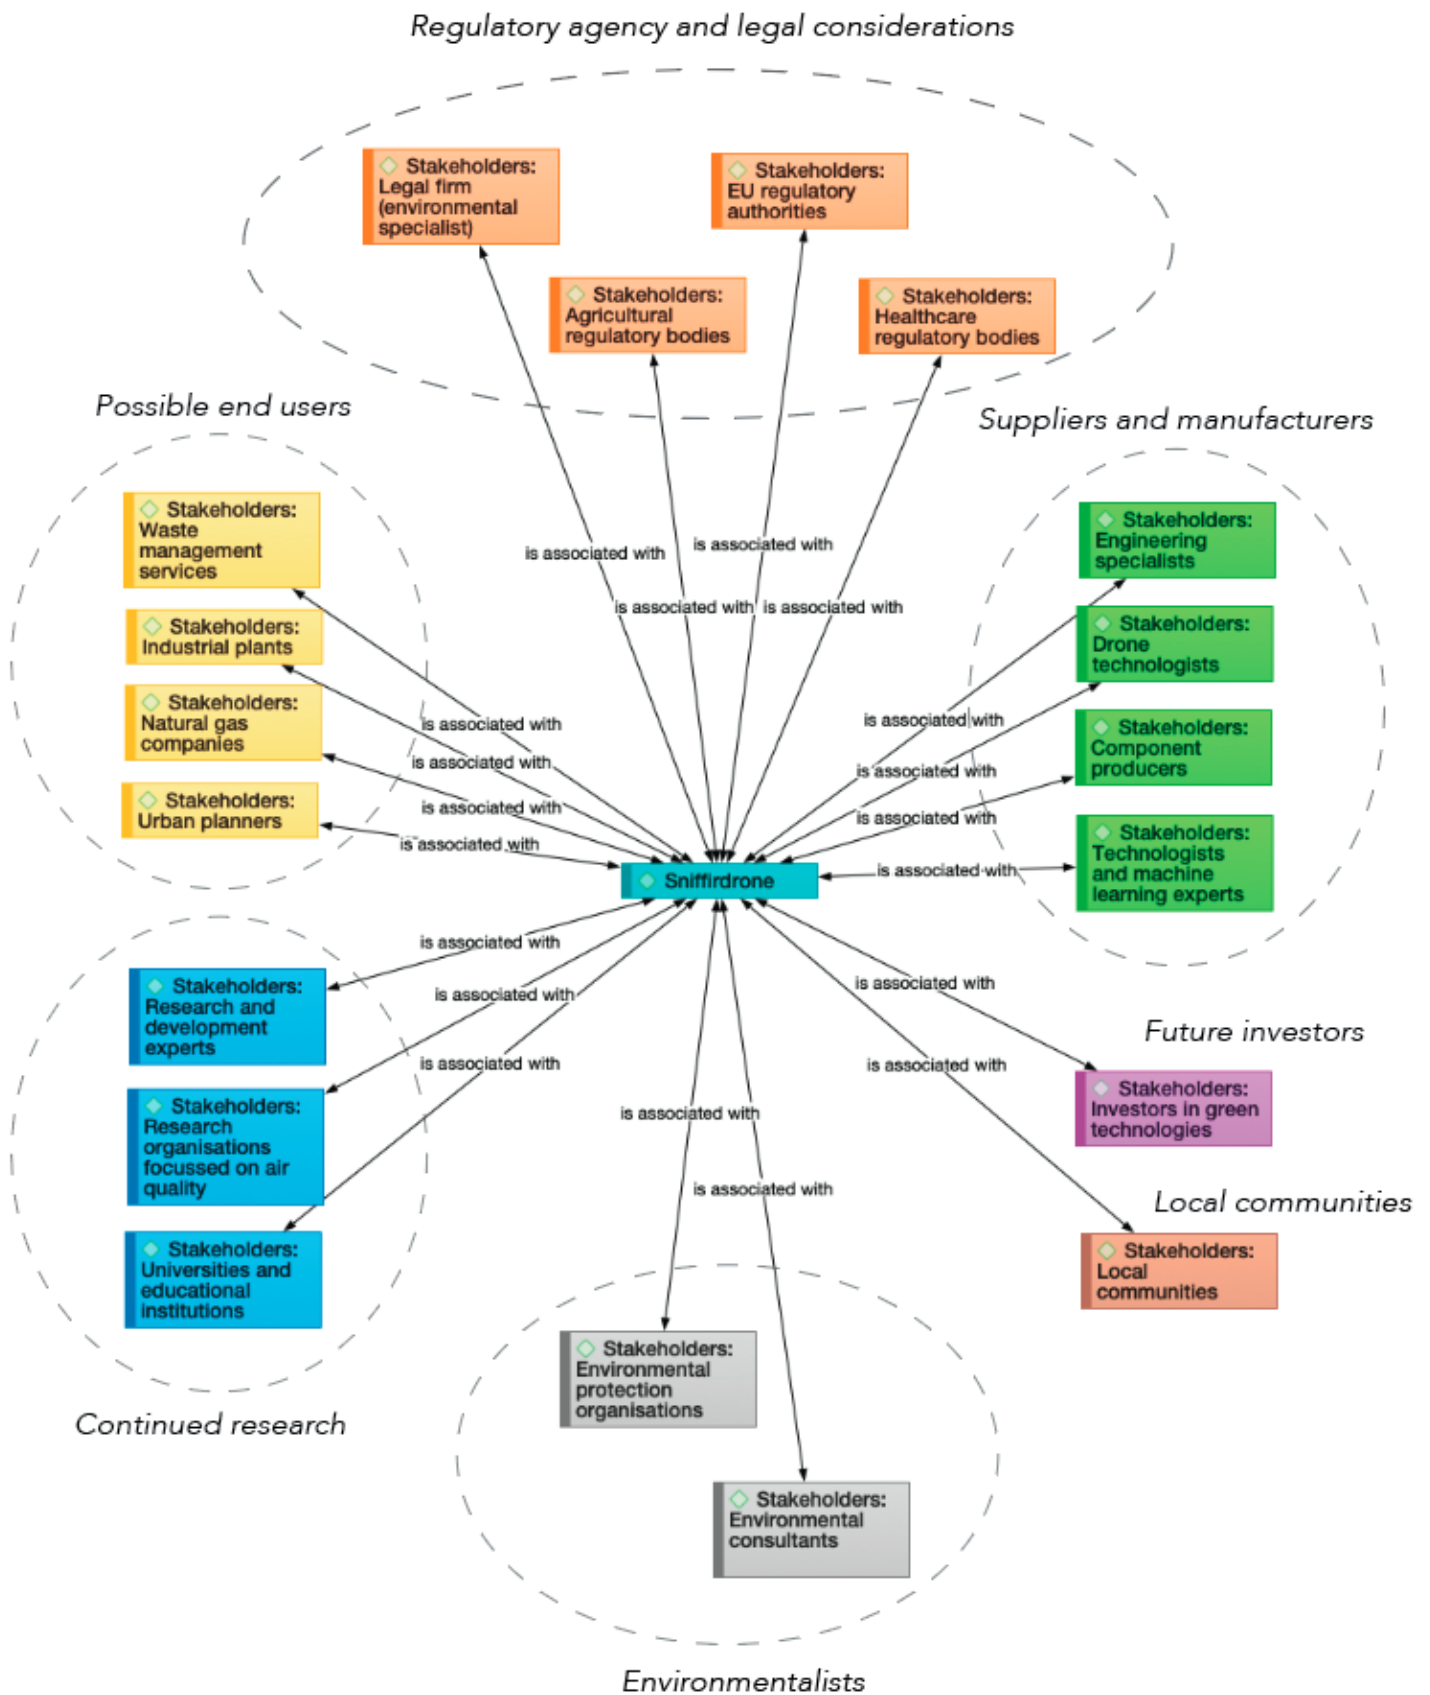 Regulatory agency and legal considerations
Stakeholders:
Legal firm
(environmental
specialist)
Stakeholders:
EU regulatory
authorities
Stakeholders:
Agricultural
regulatory bodies
Stakeholders:
Healthcare
regulatory bodies
Possible end users
Stakeholders:
Waste
management
services
Stakeholders:
Industrial plants
Stakeholders:
Natural gas
companies
Stakeholders:
Urban planners
Suppliers and manufacturers
Stakeholders:
Engineering
specialists
Stakeholders:
Drone
technologists
Stakeholders:
Component
producers
Stakeholders:
Technologists
and machine
learning experts
is associated with
is associated with
is associated with
is associated with
is associated with
is associated with
is associated with
is associated with
is associated with
is associated with
is associated with
is associated with
Sniffirdrone
is associated with
is associated with
is associated with
is associated with
is associated with
is associated with
is associated with
Continued research
Stakeholders:
Research and
development
experts
Stakeholders:
Research
organisations
focussed on air
quality
Stakeholders:
Universities and
educational
institutions
Future investors
Stakeholders:
Investors in green
technologies
Local communities
Stakeholders:
Local
communities
Stakeholders:
Environmental
protection
organisations
Stakeholders:
Environmental
consultants
Environmentalists